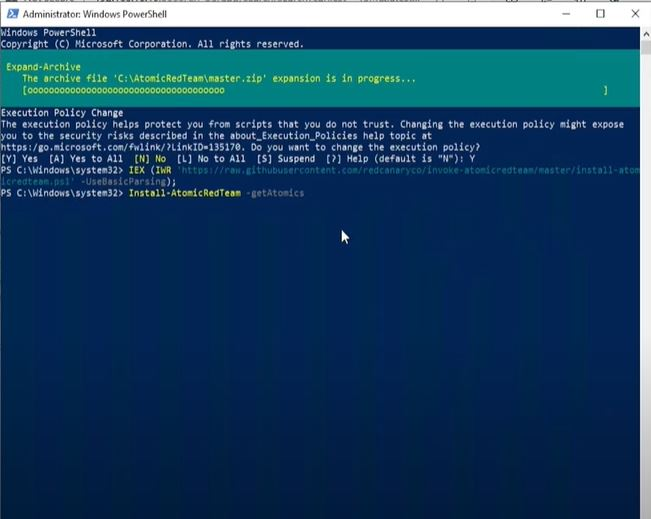 Administrator: Windows PowerShell
Windows PowerShell
Copyright (C) Microsoft Corporation. All rights reserved.
Expand-Archive
The archive file 'C:\AtomicRedTeam\master.zip' expansion is in progress...
[ooooooooooooooooooooooooooooooooooooo ]
Execution Policy Change
The execution policy helps protect you from scripts that you do not trust. Changing the execution policy might expose
you to the security risks described in the about_Execution_Policies help topic at
https:/go.microsoft.com/fwlink/?LinkID=135170. Do you want to change the execution policy?
[Y] Yes [A] Yes to All [N] No [L] No to All [S] Suspend [?] Help (default is "N"): Y
PS C:\Windows\system32> IEX (IWR 'https://raw.githubusercontent.com/redcanaryco/invoke-atomicredteam/master/install-atom
icredteam.ps1' -UseBasicParsing);
PS C:\Windows\system32> Install-AtomicRedTeam -getAtomics